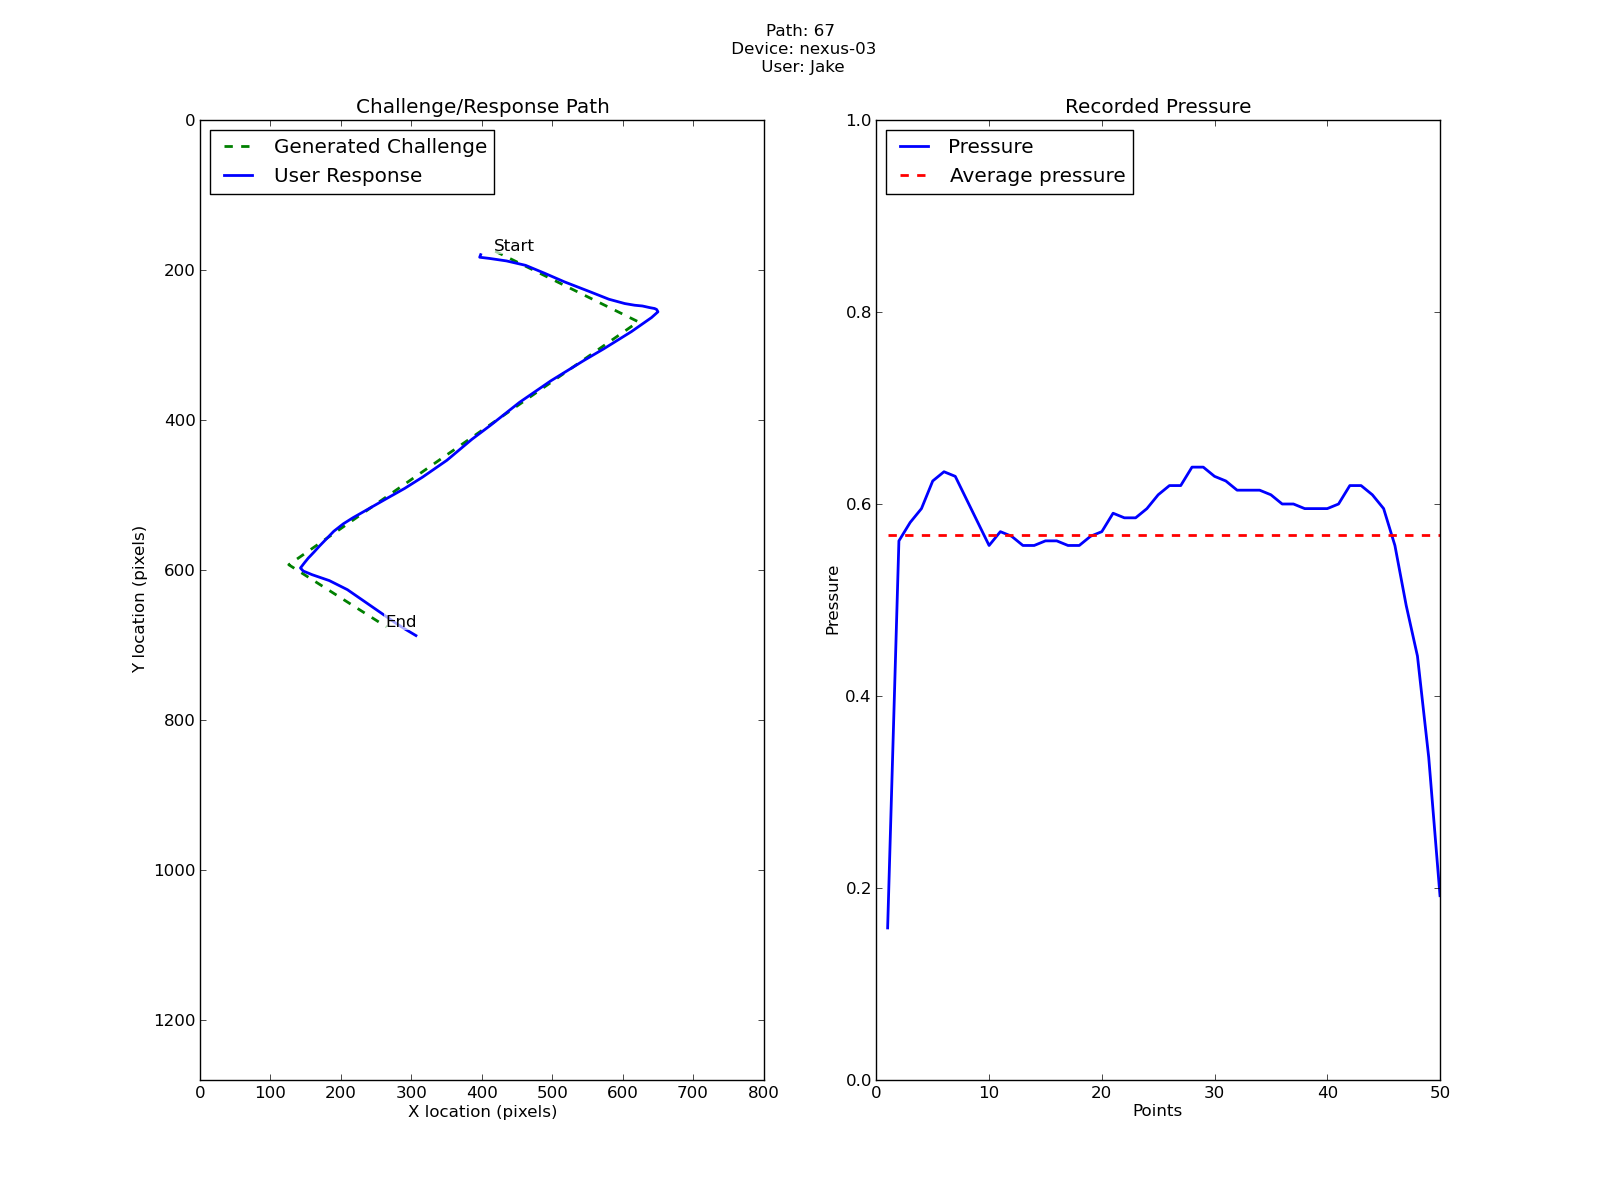 Path: 67
Device: nexus-03
User: Jake
Challenge/Response Path
Generated Challenge
User Response
Start
End
0
200
400
600
800
1000
1200
Y location (pixels)
0 100 200 300 400 500 600 700 800
X location (pixels)
Recorded Pressure
Pressure
Average pressure
1.0
0.8
0.6
0.4
0.2
0.0
Pressure
0 10 20 30 40 50
Points